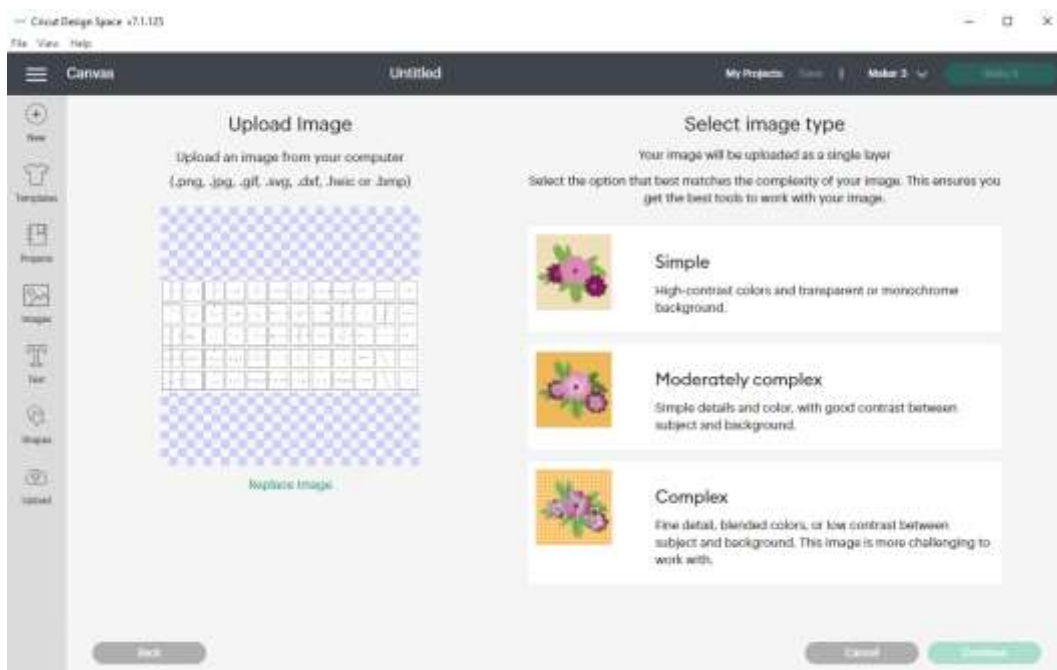 Cricut Design Space v7.1.125
File View Help
Canvas
Untitled
My Projects
Save
Maker 3
New
Templates
Projects
Images
Text
Shapes
Upload
Upload Image
Upload an image from your computer
(.png, .jpg, .gif, .svg, .dxf, .heic or .bmp)
Replace Image
Select image type
Your image will be uploaded as a single layer
Select the option that best matches the complexity of your image. This ensures you
get the best tools to work with your image.
Simple
High-contrast colors and transparent or monochrome
background.
Moderately complex
Simple details and color, with good contrast between
subject and background.
Complex
Fine detail, blended colors, or low contrast between
subject and background. This image is more challenging to
work with.
Back
Cancel
Continue